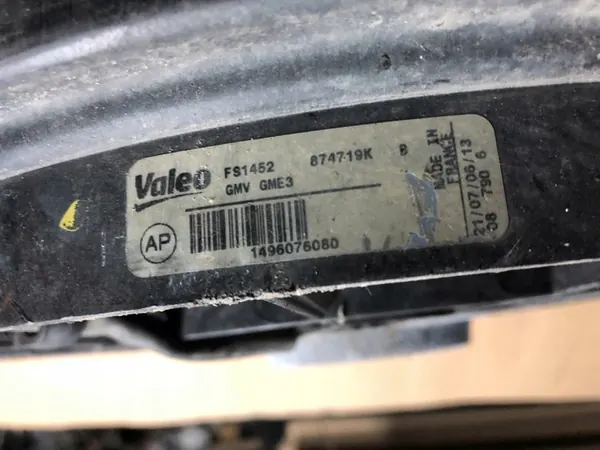 Valeo FS1452 874719K B
GMV GME3
AP
1496076080
MADE IN
FRANCE
21/07/06/13
08 790 6